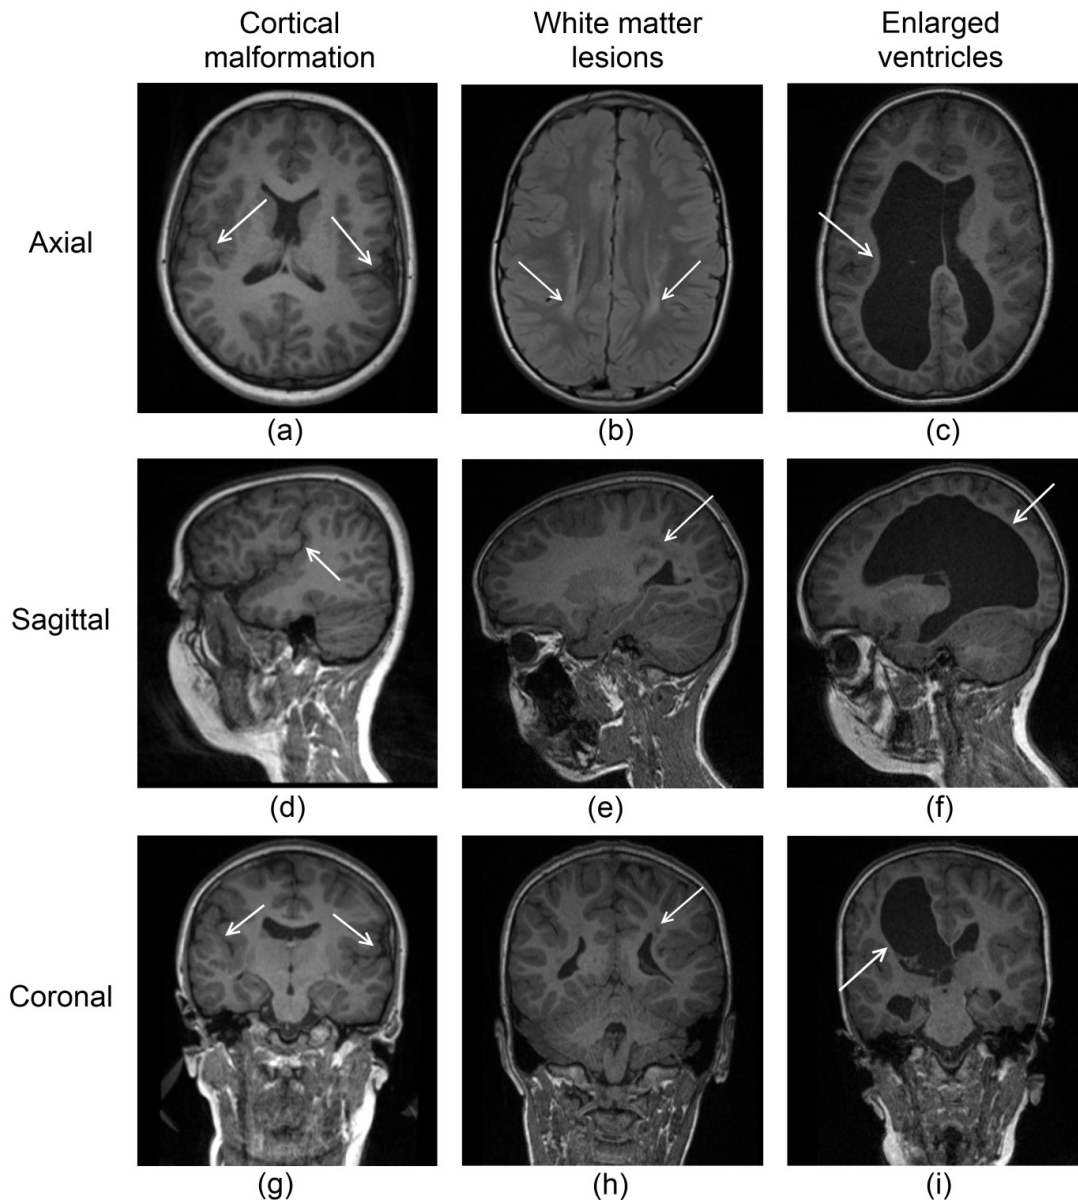 Cortical
malformation
White matter
lesions
Enlarged
ventricles
Axial
(a)
(b)
(c)
Sagittal
(d)
(e)
(f)
Coronal
(g)
(h)
(i)